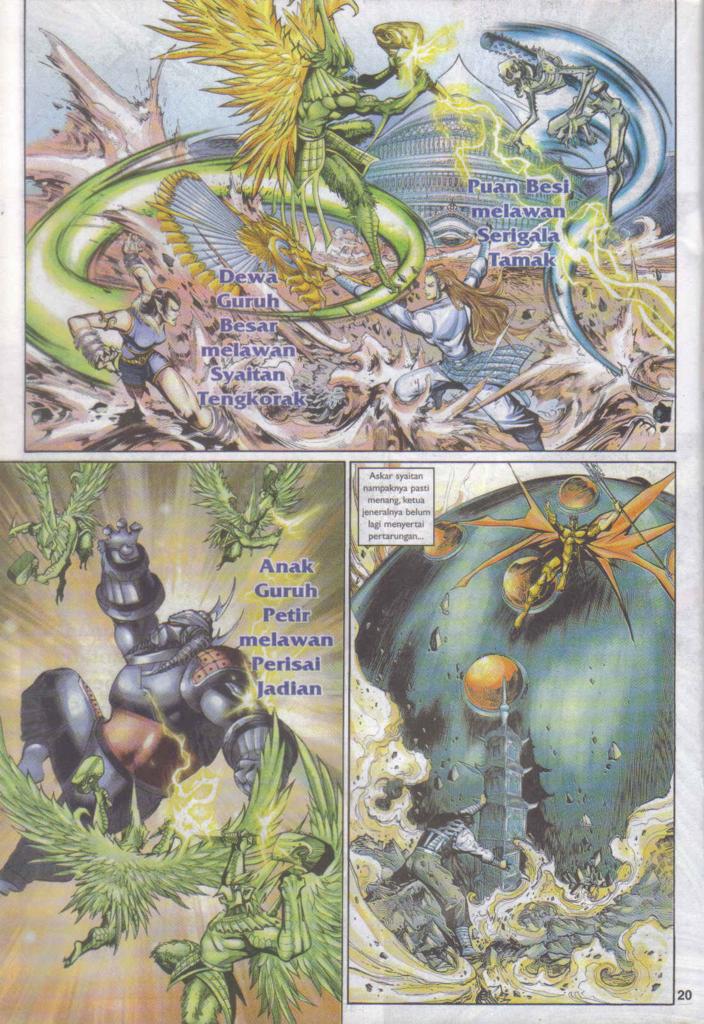 Puan Besi
melawan
Serigala
Tamak
Dewa
Guruh
Besar
melawan
Syaitan
Tengkorak
Anak
Guruh
Petir
melawan
Perisai
Jadian
Askar syaitan
nampaknya pasti
menang, ketua
jeneralnya belum
lagi menyertai
pertarungan...
20